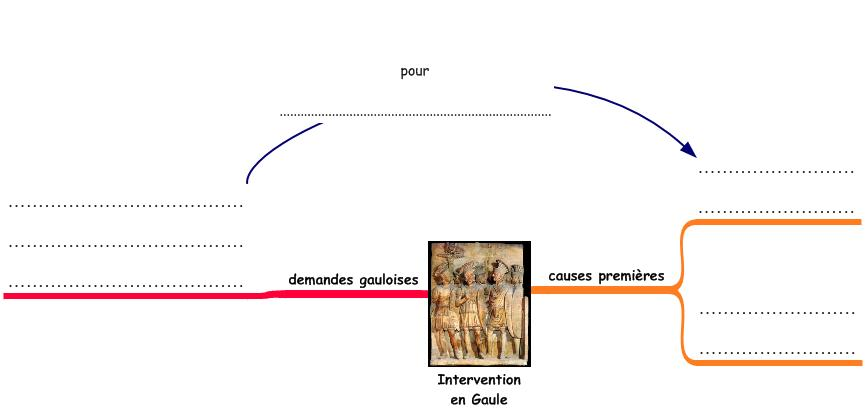 pour
demandes gauloises
causes premières
Intervention
en Gaule